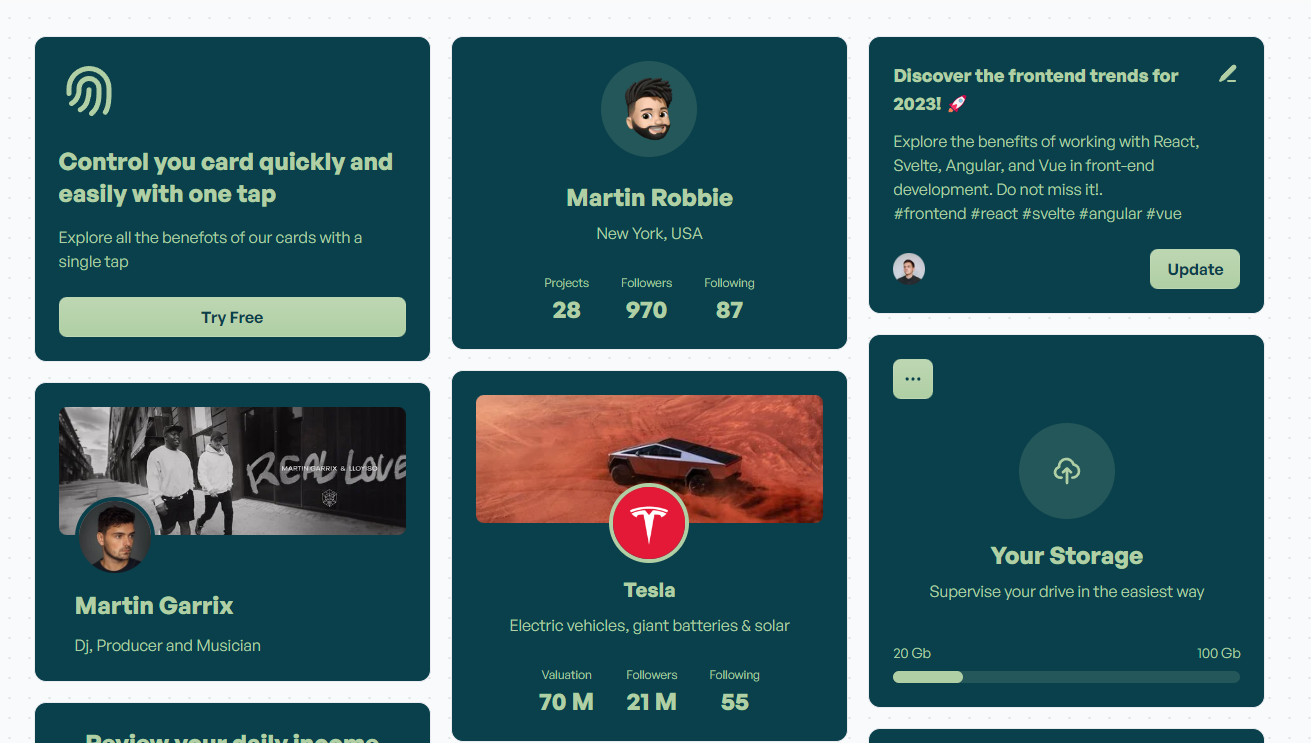 Control you card quickly and
easily with one tap
Explore all the benefots of our cards with a
single tap
Try Free
MARTIN GARRIX & LLOYISO
REAL LOVE
Martin Garrix
Dj, Producer and Musician
Review your daily income
Martin Robbie
New York, USA
Projects Followers Following
28 970 87
Tesla
Electric vehicles, giant batteries & solar
Valuation Followers Following
70 M 21 M 55
Discover the frontend trends for
2023! 🚀
Explore the benefits of working with React,
Svelte, Angular, and Vue in front-end
development. Do not miss it!.
#frontend #react #svelte #angular #vue
Update
Your Storage
Supervise your drive in the easiest way
20 Gb 100 Gb